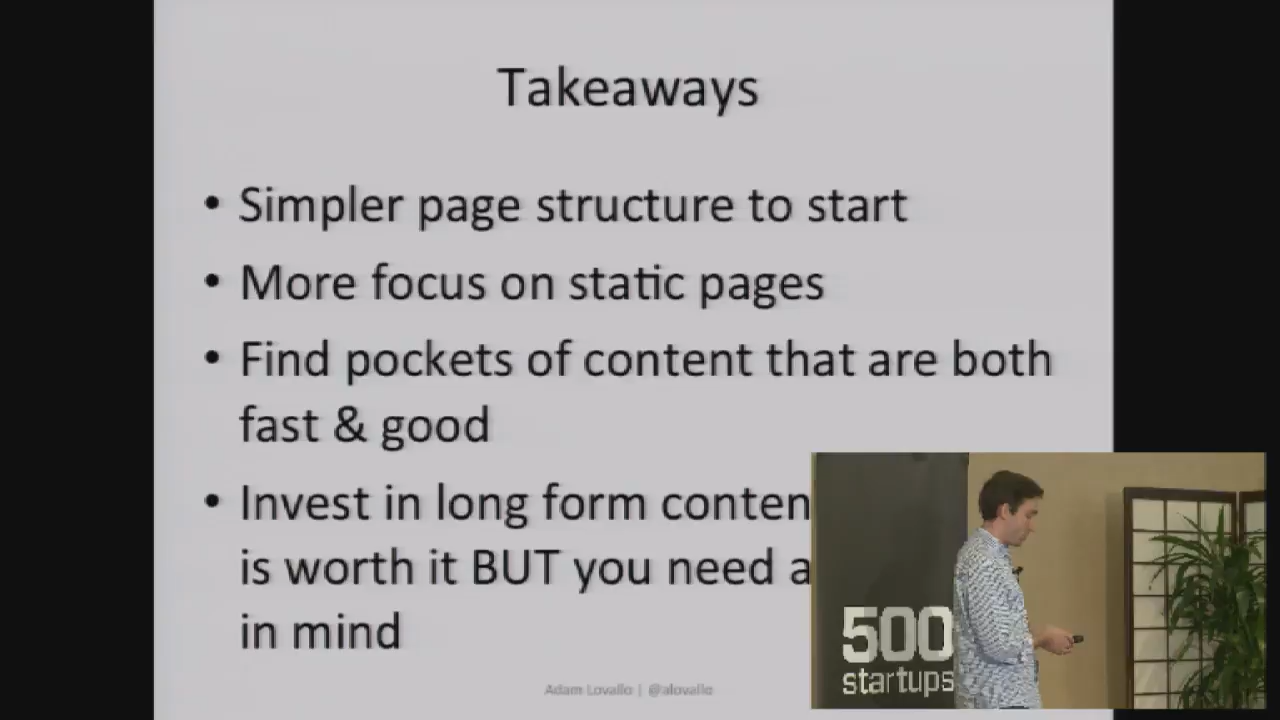 Takeaways
• Simpler page structure to start
• More focus on static pages
• Find pockets of content that are both
fast & good
• Invest in long form
is worth it BUT you need
in mind
Adam Lovallo | @alovallo
500
startups